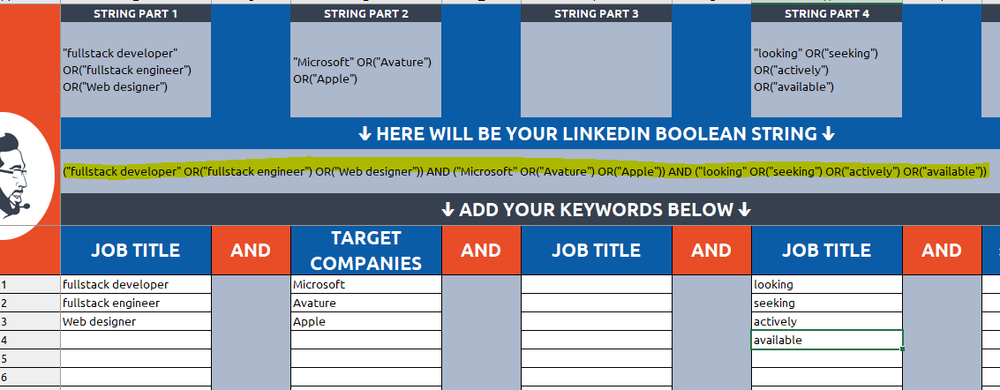 STRING PART 1 STRING PART 2 STRING PART 3 STRING PART 4
"fullstack developer"
OR("fullstack engineer")
OR("Web designer")
"Microsoft" OR("Avature")
OR("Apple")
"looking" OR("seeking")
OR("actively")
OR("available")
↓ HERE WILL BE YOUR LINKEDIN BOOLEAN STRING ↓
("fullstack developer" OR("fullstack engineer") OR("Web designer")) AND ("Microsoft" OR("Avature") OR("Apple")) AND ("looking" OR("seeking") OR("actively") OR("available"))
↓ ADD YOUR KEYWORDS BELOW ↓
JOB TITLE AND TARGET COMPANIES AND JOB TITLE AND JOB TITLE AND
1 fullstack developer Microsoft looking
2 fullstack engineer Avature seeking
3 Web designer Apple actively
4 available
5
6